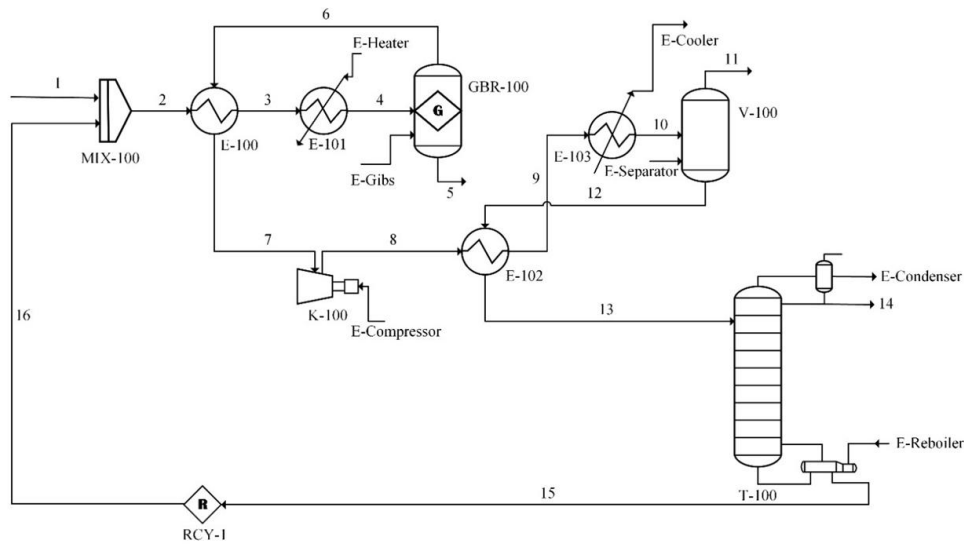 6
E-Heater
E-Cooler
11
1
2
3
4
GBR-100
G
10
V-100
MIX-100
E-100
E-101
E-103
E-Gibs
5
9
E-Separator
12
7
8
E-102
K-100
E-Compressor
13
E-Condenser
14
16
E-Reboiler
15
T-100
R
RCY-1